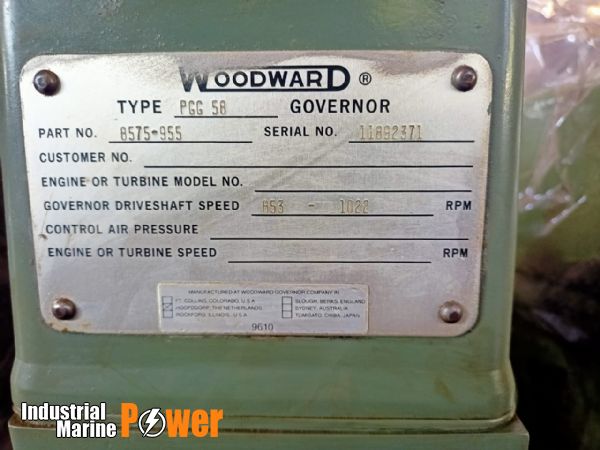 WOODWARD ®
TYPE PGG 58 GOVERNOR
PART NO. 8575-955 SERIAL NO. 11892371
CUSTOMER NO.
ENGINE OR TURBINE MODEL NO.
GOVERNOR DRIVESHAFT SPEED 853 - 1022 RPM
CONTROL AIR PRESSURE
ENGINE OR TURBINE SPEED RPM
MANUFACTURED AT WOODWARD GOVERNOR COMPANY IN
FT. COLLINS, COLORADO, U.S.A. SLOUGH, BERKS, ENGLAND
HOOFDDORP, THE NETHERLANDS SYDNEY, AUSTRALIA
ROCKFORD, ILLINOIS, U.S.A. TOMISATO, CHIBA, JAPAN
9610
Industrial
Marine Power